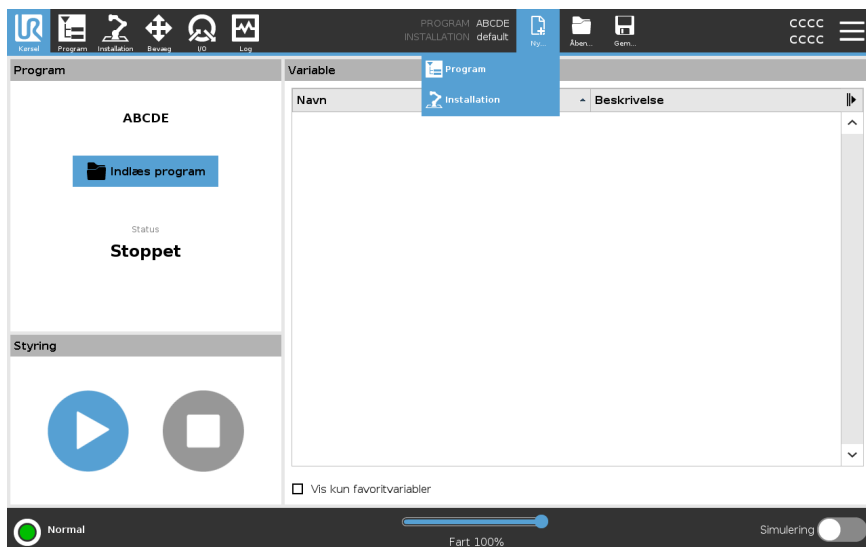 UR
Kørsel
Program
Installation
Bevæg
I/O
Log
PROGRAM ABCDE
INSTALLATION default
Ny...
Åben...
Gem...
CCCC
CCCC
Program
Variable
Program
Installation
Navn
Beskrivelse
ABCDE
Indlæs program
Status
Stoppet
Styring
Vis kun favoritvariabler
Normal
Fart 100%
Simulering